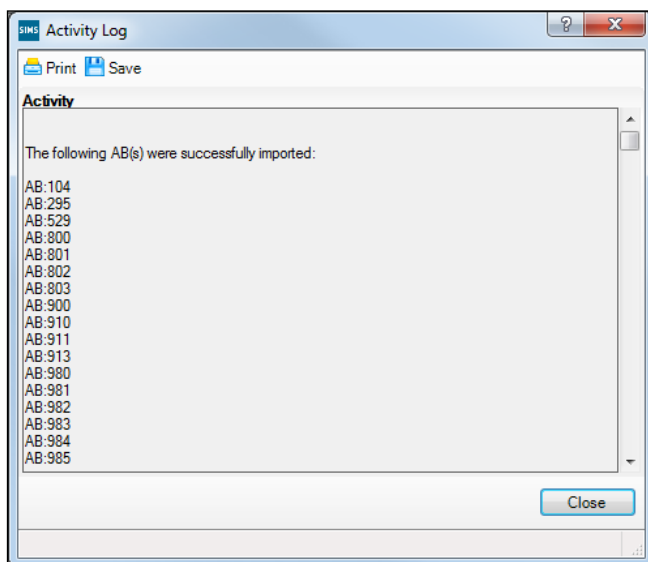 SIMS Activity Log
Print Save
Activity
The following AB(s) were successfully imported:
AB:104
AB:295
AB:529
AB:800
AB:801
AB:802
AB:803
AB:900
AB:910
AB:911
AB:913
AB:980
AB:981
AB:982
AB:983
AB:984
AB:985
Close